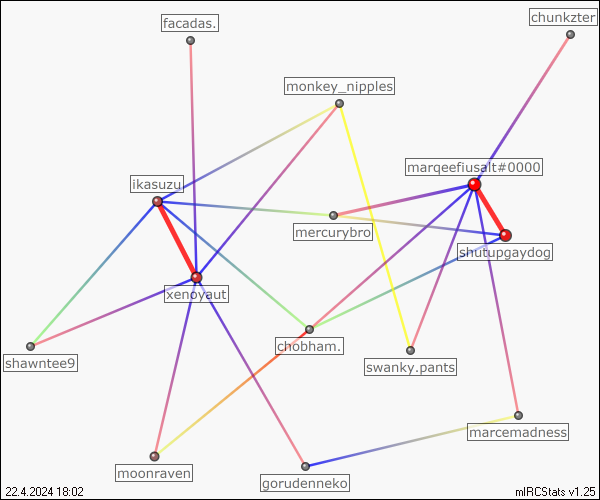 facadas.
chunkzter
monkey_nipples
marqeefiusalt#0000
ikasuzu
mercurybro
shutupgaydog
xenoyaut
chobham.
shawntee9
swanky.pants
marcemadness
moonraven
gorudenneko
22.4.2024 18:02
mIRCStats v1.25